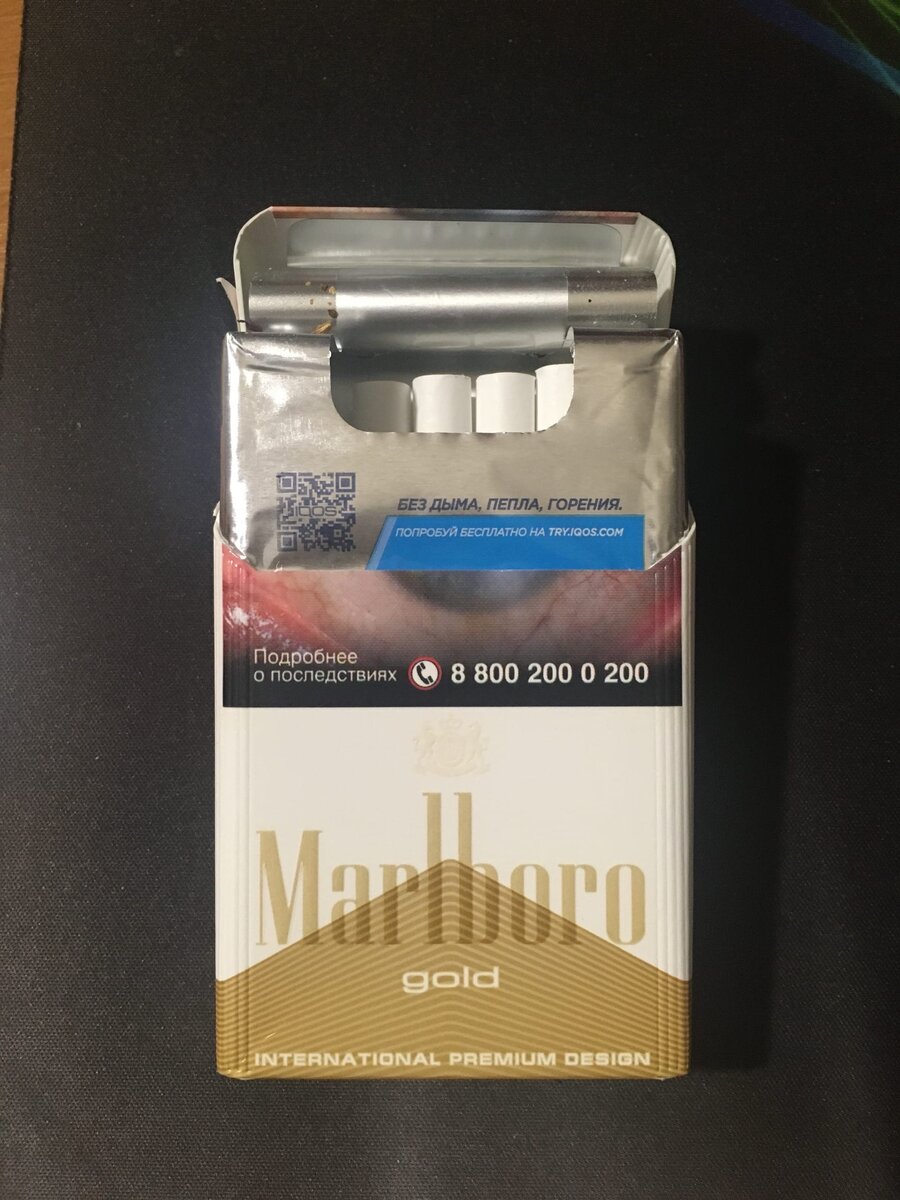 IQOS
БЕЗ ДЫМА, ПЕПЛА, ГОРЕНИЯ.
ПОПРОБУЙ БЕСПЛАТНО НА TRY.IQOS.COM
Подробнее
о последствиях 8 800 200 0 200
Marlboro
gold
INTERNATIONAL PREMIUM DESIGN